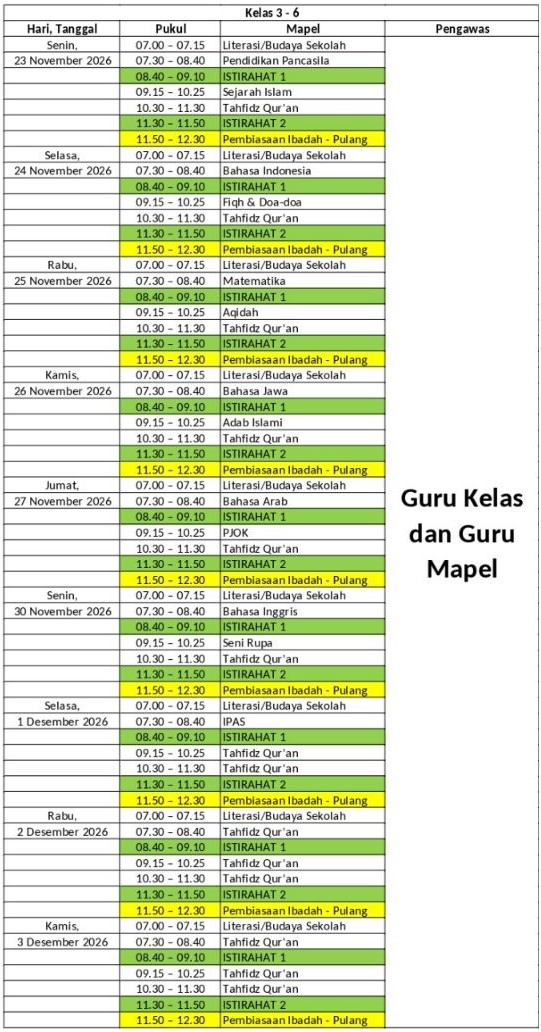 Kelas 3 - 6
Hari, Tanggal Pukul Mapel Pengawas
Senin, 07.00 – 07.15 Literasi/Budaya Sekolah
23 November 2026 07.30 – 08.40 Pendidikan Pancasila
08.40 – 09.10 ISTIRAHAT 1
09.15 – 10.25 Sejarah Islam
10.30 – 11.30 Tahfidz Qur'an
11.30 – 11.50 ISTIRAHAT 2
11.50 – 12.30 Pembiasaan Ibadah - Pulang
Selasa, 07.00 – 07.15 Literasi/Budaya Sekolah
24 November 2026 07.30 – 08.40 Bahasa Indonesia
08.40 – 09.10 ISTIRAHAT 1
09.15 – 10.25 Fiqh & Doa-doa
10.30 – 11.30 Tahfidz Qur'an
11.30 – 11.50 ISTIRAHAT 2
11.50 – 12.30 Pembiasaan Ibadah - Pulang
Rabu, 07.00 – 07.15 Literasi/Budaya Sekolah
25 November 2026 07.30 – 08.40 Matematika
08.40 – 09.10 ISTIRAHAT 1
09.15 – 10.25 Aqidah
10.30 – 11.30 Tahfidz Qur'an
11.30 – 11.50 ISTIRAHAT 2
11.50 – 12.30 Pembiasaan Ibadah - Pulang
Kamis, 07.00 – 07.15 Literasi/Budaya Sekolah
26 November 2026 07.30 – 08.40 Bahasa Jawa
08.40 – 09.10 ISTIRAHAT 1
09.15 – 10.25 Adab Islami
10.30 – 11.30 Tahfidz Qur'an
11.30 – 11.50 ISTIRAHAT 2
11.50 – 12.30 Pembiasaan Ibadah - Pulang
Jumat, 07.00 – 07.15 Literasi/Budaya Sekolah
27 November 2026 07.30 – 08.40 Bahasa Arab
08.40 – 09.10 ISTIRAHAT 1
09.15 – 10.25 PJOK
10.30 – 11.30 Tahfidz Qur'an
11.30 – 11.50 ISTIRAHAT 2
11.50 – 12.30 Pembiasaan Ibadah - Pulang
Senin, 07.00 – 07.15 Literasi/Budaya Sekolah
30 November 2026 07.30 – 08.40 Bahasa Inggris
08.40 – 09.10 ISTIRAHAT 1
09.15 – 10.25 Seni Rupa
10.30 – 11.30 Tahfidz Qur'an
11.30 – 11.50 ISTIRAHAT 2
11.50 – 12.30 Pembiasaan Ibadah - Pulang
Selasa, 07.00 – 07.15 Literasi/Budaya Sekolah
1 Desember 2026 07.30 – 08.40 IPAS
08.40 – 09.10 ISTIRAHAT 1
09.15 – 10.25 Tahfidz Qur'an
10.30 – 11.30 Tahfidz Qur'an
11.30 – 11.50 ISTIRAHAT 2
11.50 – 12.30 Pembiasaan Ibadah - Pulang
Rabu, 07.00 – 07.15 Literasi/Budaya Sekolah
2 Desember 2026 07.30 – 08.40 Tahfidz Qur'an
08.40 – 09.10 ISTIRAHAT 1
09.15 – 10.25 Tahfidz Qur'an
10.30 – 11.30 Tahfidz Qur'an
11.30 – 11.50 ISTIRAHAT 2
11.50 – 12.30 Pembiasaan Ibadah - Pulang
Kamis, 07.00 – 07.15 Literasi/Budaya Sekolah
3 Desember 2026 07.30 – 08.40 Tahfidz Qur'an
08.40 – 09.10 ISTIRAHAT 1
09.15 – 10.25 Tahfidz Qur'an
10.30 – 11.30 Tahfidz Qur'an
11.30 – 11.50 ISTIRAHAT 2
11.50 – 12.30 Pembiasaan Ibadah - Pulang
Guru Kelas
dan Guru
Mapel